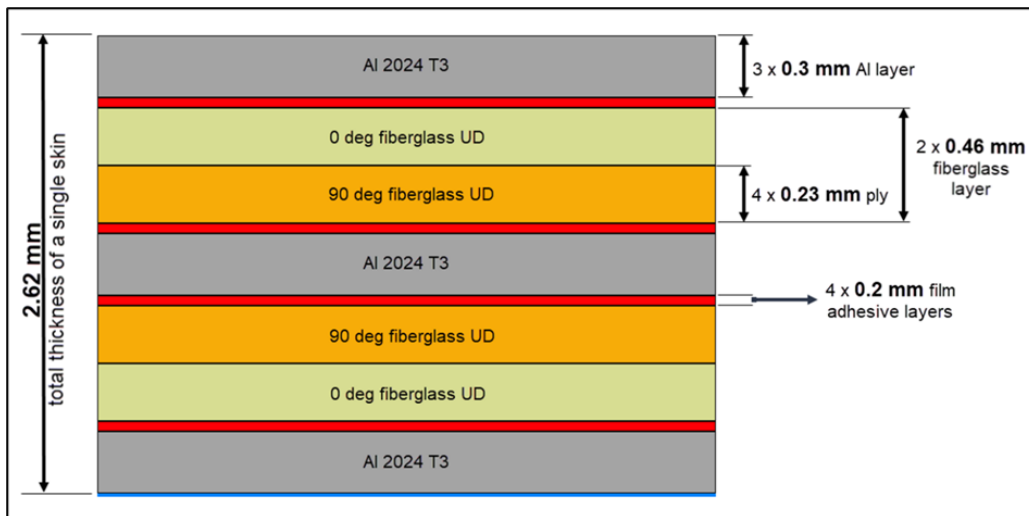 Al 2024 T3
3 x 0.3 mm Al layer
0 deg fiberglass UD
2 x 0.46 mm
fiberglass
layer
90 deg fiberglass UD
4 x 0.23 mm ply
2.62 mm
total thickness of a single skin
Al 2024 T3
4 x 0.2 mm film
adhesive layers
90 deg fiberglass UD
0 deg fiberglass UD
Al 2024 T3